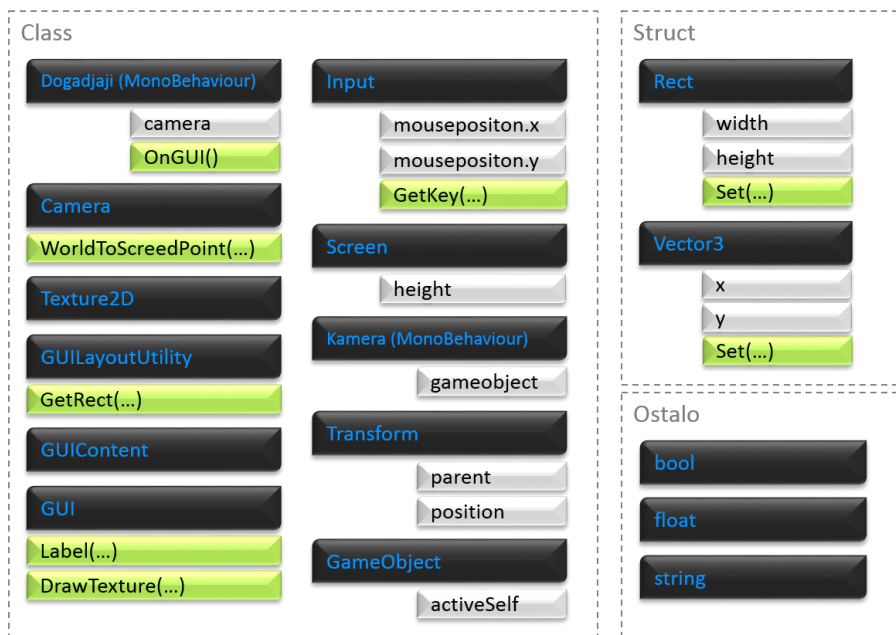 Class
Dogadjaji (MonoBehaviour)
camera
OnGUI()
Camera
WorldToScreedPoint(...)
Texture2D
GUILayoutUtility
GetRect(...)
GUIContent
GUI
Label(...)
DrawTexture(...)
Input
mousepositon.x
mousepositon.y
GetKey(...)
Screen
height
Kamera (MonoBehaviour)
gameobject
Transform
parent
position
GameObject
activeSelf
Struct
Rect
width
height
Set(...)
Vector3
x
y
Set(...)
Ostalo
bool
float
string